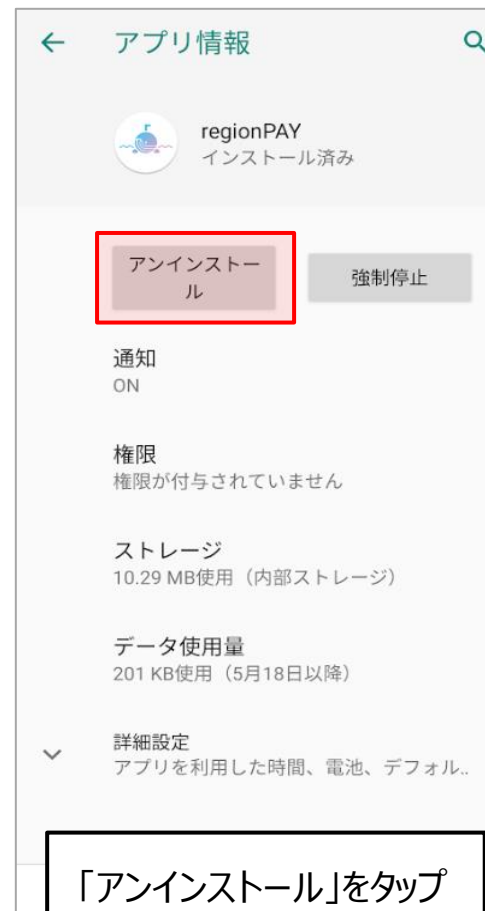 アプリ情報
regionPAY
インストール済み
アンインストー
ル
強制停止
通知
ON
権限
権限が付与されていません
ストレージ
10.29 MB使用（内部ストレージ）
データ使用量
201 KB使用（5月18日以降）
詳細設定
アプリを利用した時間、電池、デフォル..
「アンインストール」をタップ